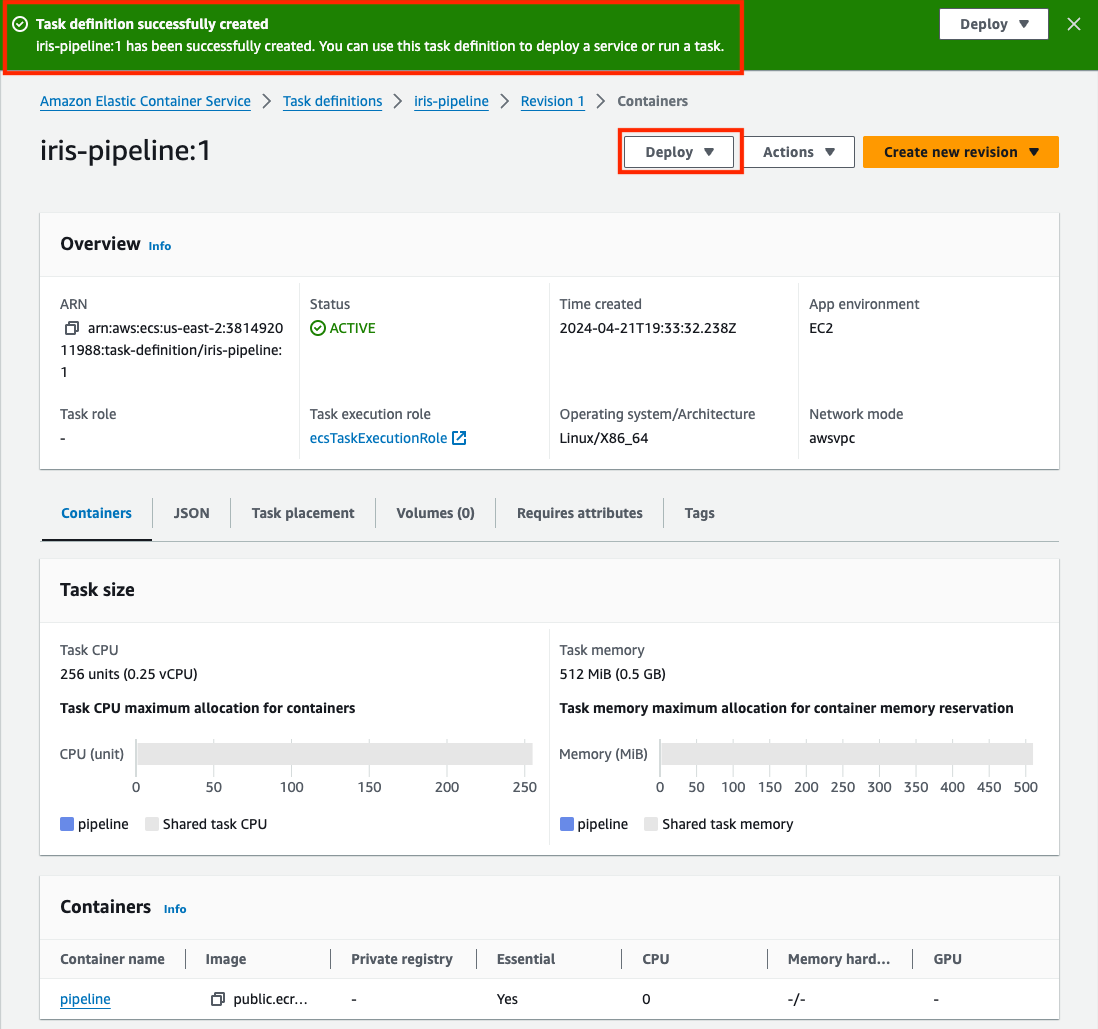 Task definition successfully created
iris-pipeline:1 has been successfully created. You can use this task definition to deploy a service or run a task.
Deploy
Amazon Elastic Container Service
Task definitions
iris-pipeline
Revision 1
Containers
iris-pipeline:1
Deploy
Actions
Create new revision
Overview Info
ARN
arn:aws:ecs:us-east-2:3814920
11988:task-definition/iris-pipeline:
1
Status
ACTIVE
Time created
2024-04-21T19:33:32.238Z
App environment
EC2
Task role
-
Task execution role
ecsTaskExecutionRole
Operating system/Architecture
Linux/X86_64
Network mode
awsvpc
Containers
JSON
Task placement
Volumes (0)
Requires attributes
Tags
Task size
Task CPU
256 units (0.25 vCPU)
Task CPU maximum allocation for containers
CPU (unit)
0 50 100 150 200 250
pipeline
Shared task CPU
Task memory
512 MiB (0.5 GB)
Task memory maximum allocation for container memory reservation
Memory (MiB)
0 50 100 150 200 250 300 350 400 450 500
pipeline
Shared task memory
Containers Info
Container name Image Private registry Essential CPU Memory hard... GPU
pipeline public.ecr... - Yes 0 -/- -